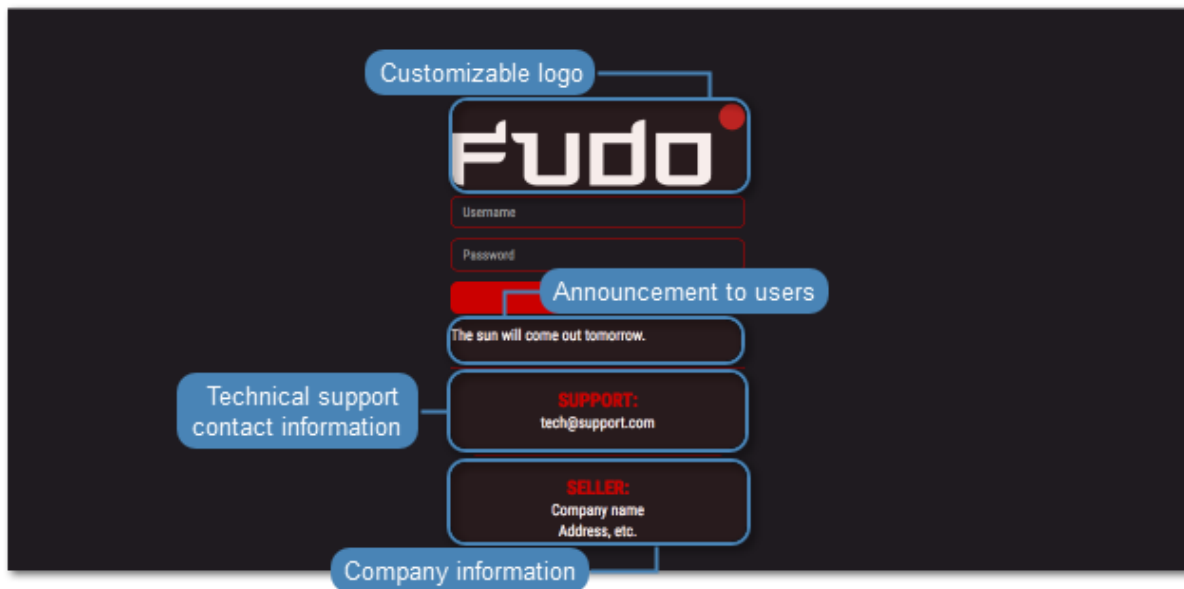 Customizable logo
FUDO
Username
Password
Announcement to users
The sun will come out tomorrow.
Technical support
contact information
SUPPORT:
tech@support.com
SELLER:
Company name
Address, etc.
Company information